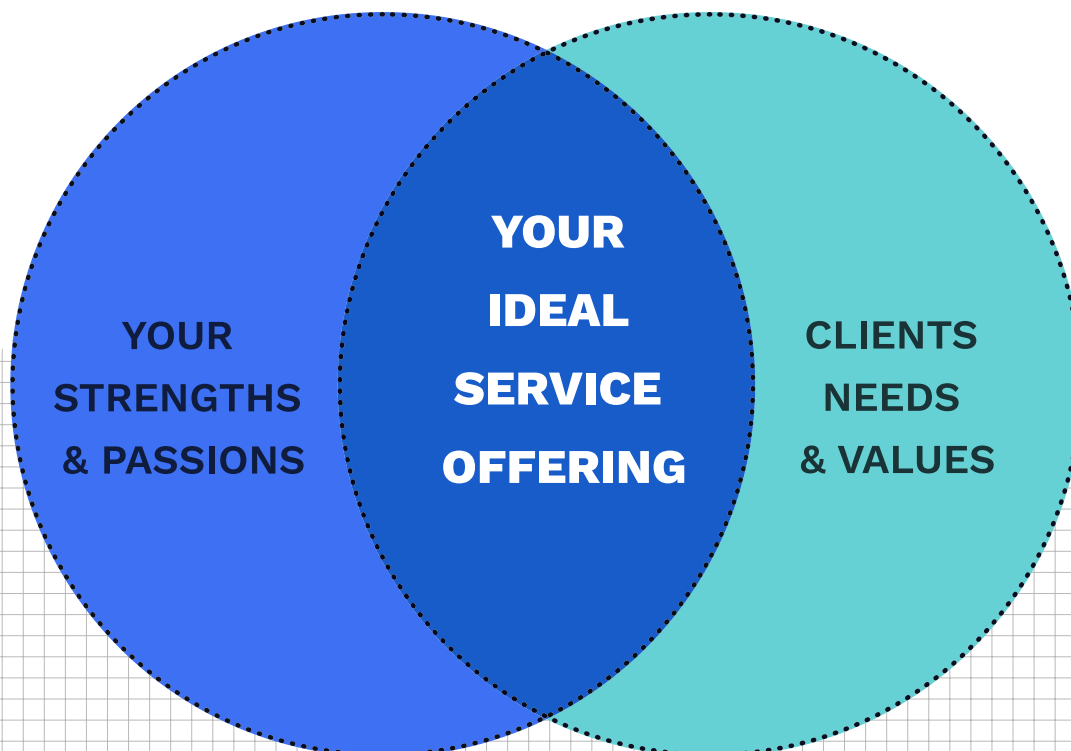 YOUR
STRENGTHS
& PASSIONS
YOUR
IDEAL
SERVICE
OFFERING
CLIENTS
NEEDS
& VALUES